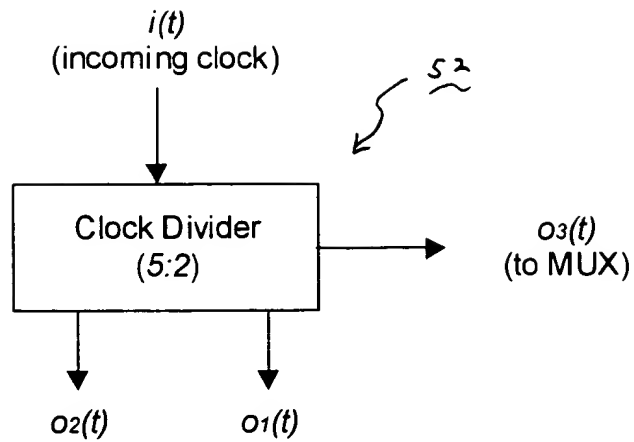 i(t)
(incoming clock)
52
Clock Divider
(5:2)
o3(t)
(to MUX)
o2(t)
o1(t)